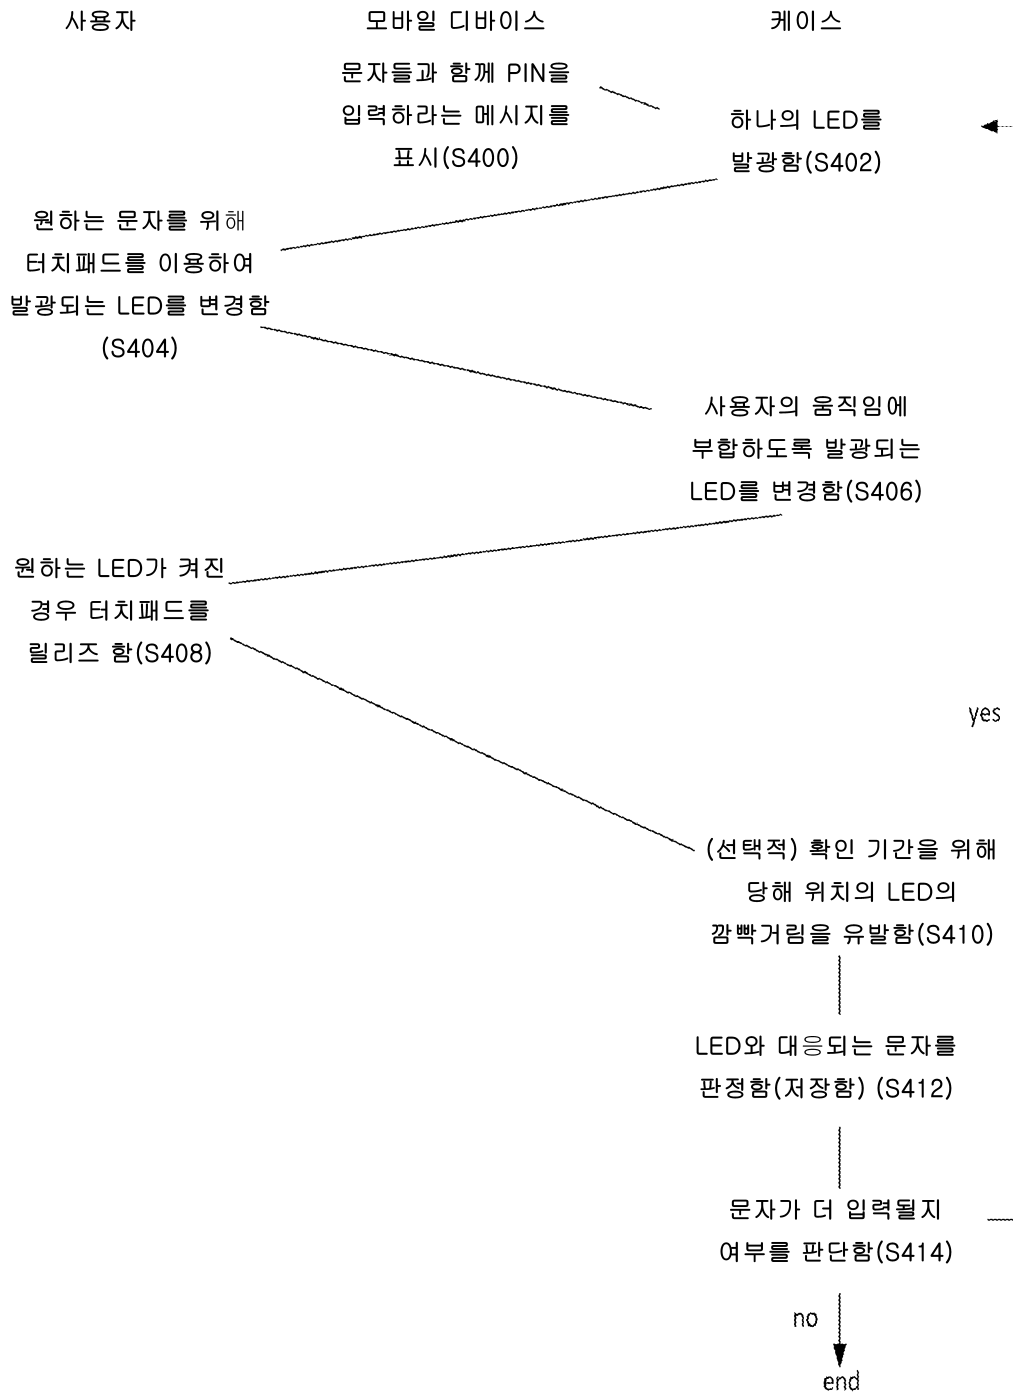 사용자
모바일 디바이스
케이스
문자들과 함께 PIN을
입력하라는 메시지를
표시(S400)
하나의 LED를
발광함(S402)
원하는 문자를 위해
터치패드를 이용하여
발광되는 LED를 변경함
(S404)
사용자의 움직임에
부합하도록 발광되는
LED를 변경함(S406)
원하는 LED가 켜진
경우 터치패드를
릴리즈 함(S408)
yes
(선택적) 확인 기간을 위해
당해 위치의 LED의
깜빡거림을 유발함(S410)
LED와 대응되는 문자를
판정함(저장함) (S412)
문자가 더 입력될지
여부를 판단함(S414)
no
end